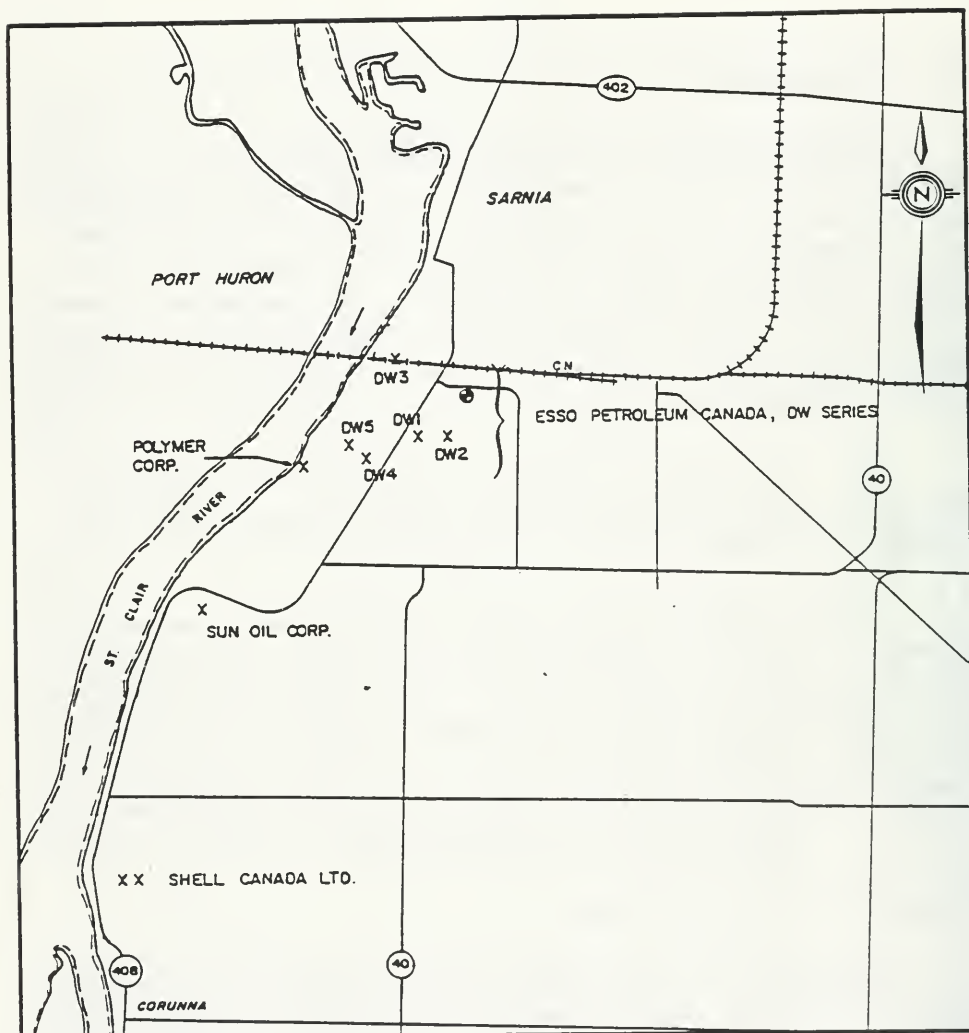 402
N
SARNIA
PORT HURON
CN
DW3
ESSO PETROLEUM CANADA, DW SERIES
DW5
DW1
DW2
DW4
POLYMER
CORP.
40
RIVER
CLAIR
ST.
SUN OIL CORP.
XX SHELL CANADA LTD.
408
40
CORUNNA